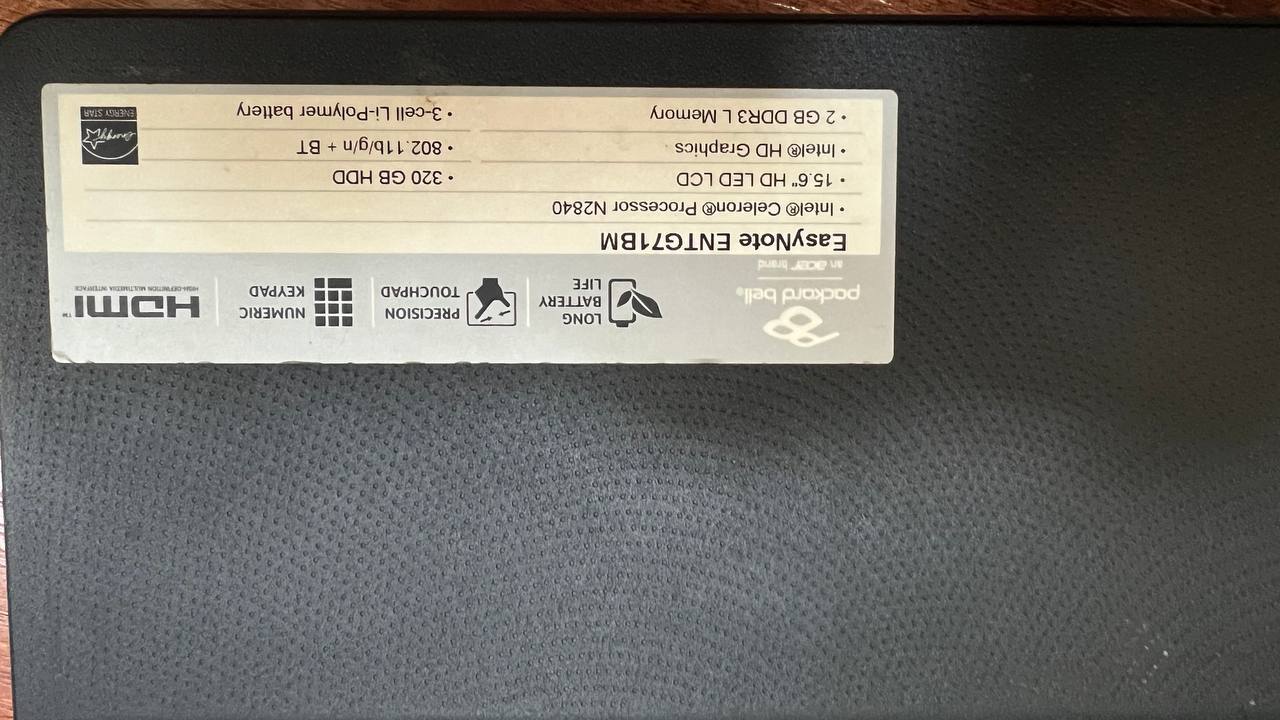 packard bell®
an acer brand
LONG
BATTERY
LIFE
PRECISION
TOUCHPAD
NUMERIC
KEYPAD
HDMI™
HIGH-DEFINITION MULTIMEDIA INTERFACE
EasyNote ENTG71BM
• Intel® Celeron® Processor N2840
• 15.6" HD LED LCD
• 320 GB HDD
• Intel® HD Graphics
• 802.11b/g/n + BT
• 2 GB DDR3 L Memory
• 3-cell Li-Polymer battery
energy
ENERGY STAR